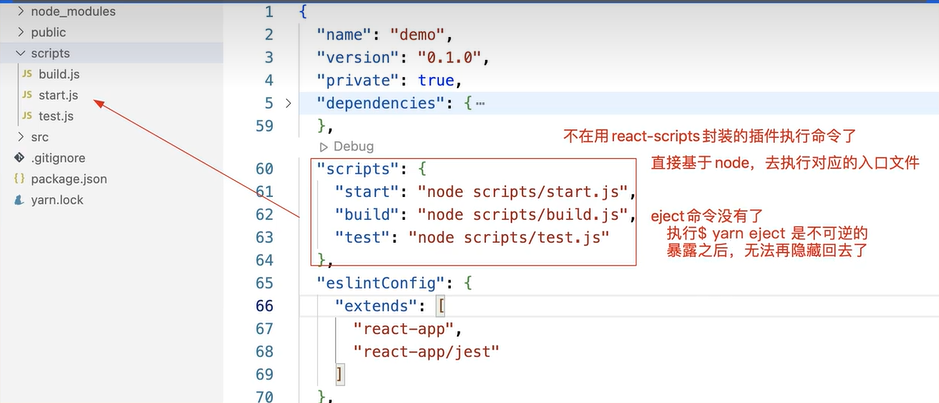 node_modules
public
scripts
JS build.js
JS start.js
JS test.js
src
.gitignore
{} package.json
yarn.lock
1 {
2 "name": "demo",
3 "version": "0.1.0",
4 "private": true,
5 "dependencies": { ⋯
59 },
Debug
60 "scripts": {
61 "start": "node scripts/start.js",
62 "build": "node scripts/build.js",
63 "test": "node scripts/test.js"
64 },
65 "eslintConfig": {
66 "extends": [
67 "react-app",
68 "react-app/jest"
69 ]
70 },
不在用react-scripts封装的插件执行命令了
直接基于node，去执行对应的入口文件
eject命令没有了
执行$ yarn eject 是不可逆的
暴露之后，无法再隐藏回去了